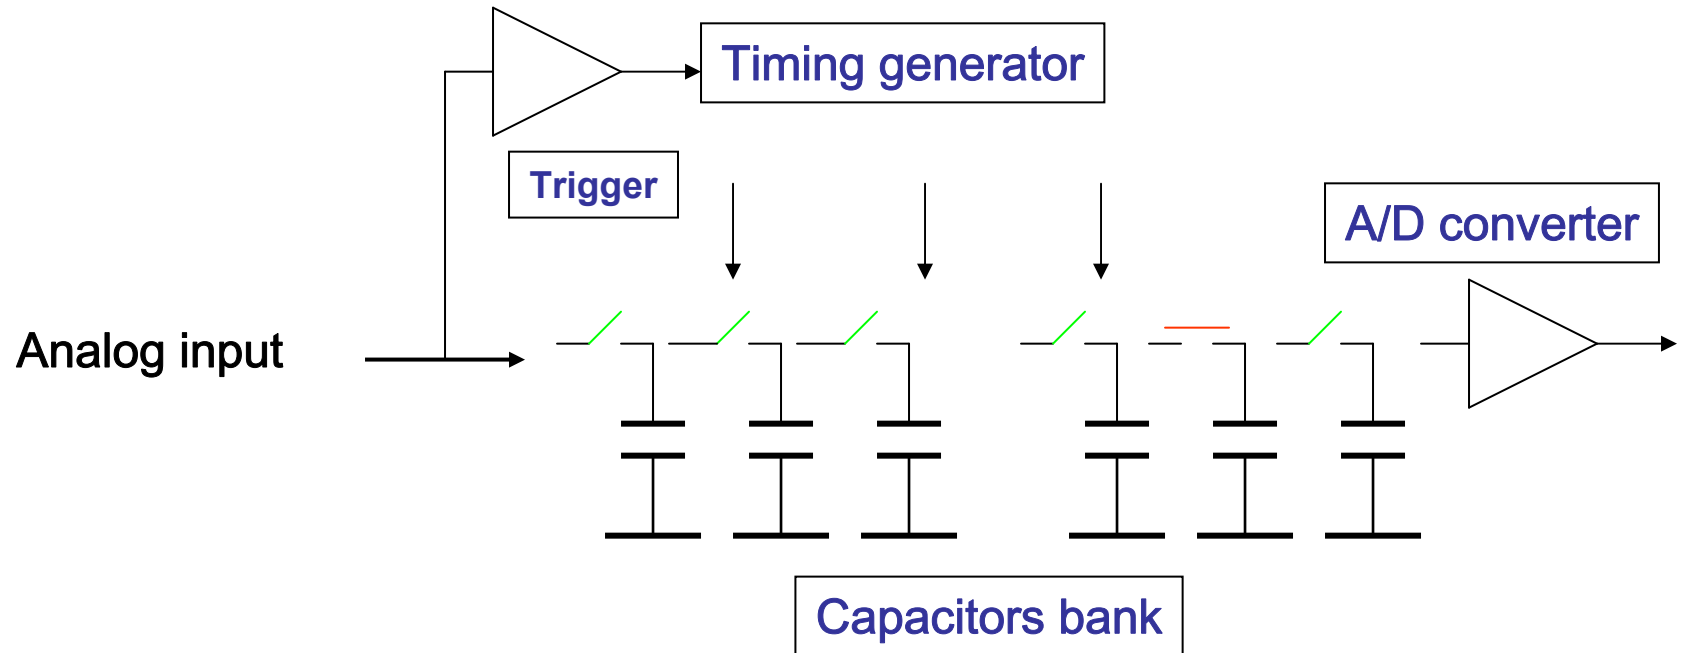 Timing generator
Trigger
A/D converter
Analog input
Capacitors bank